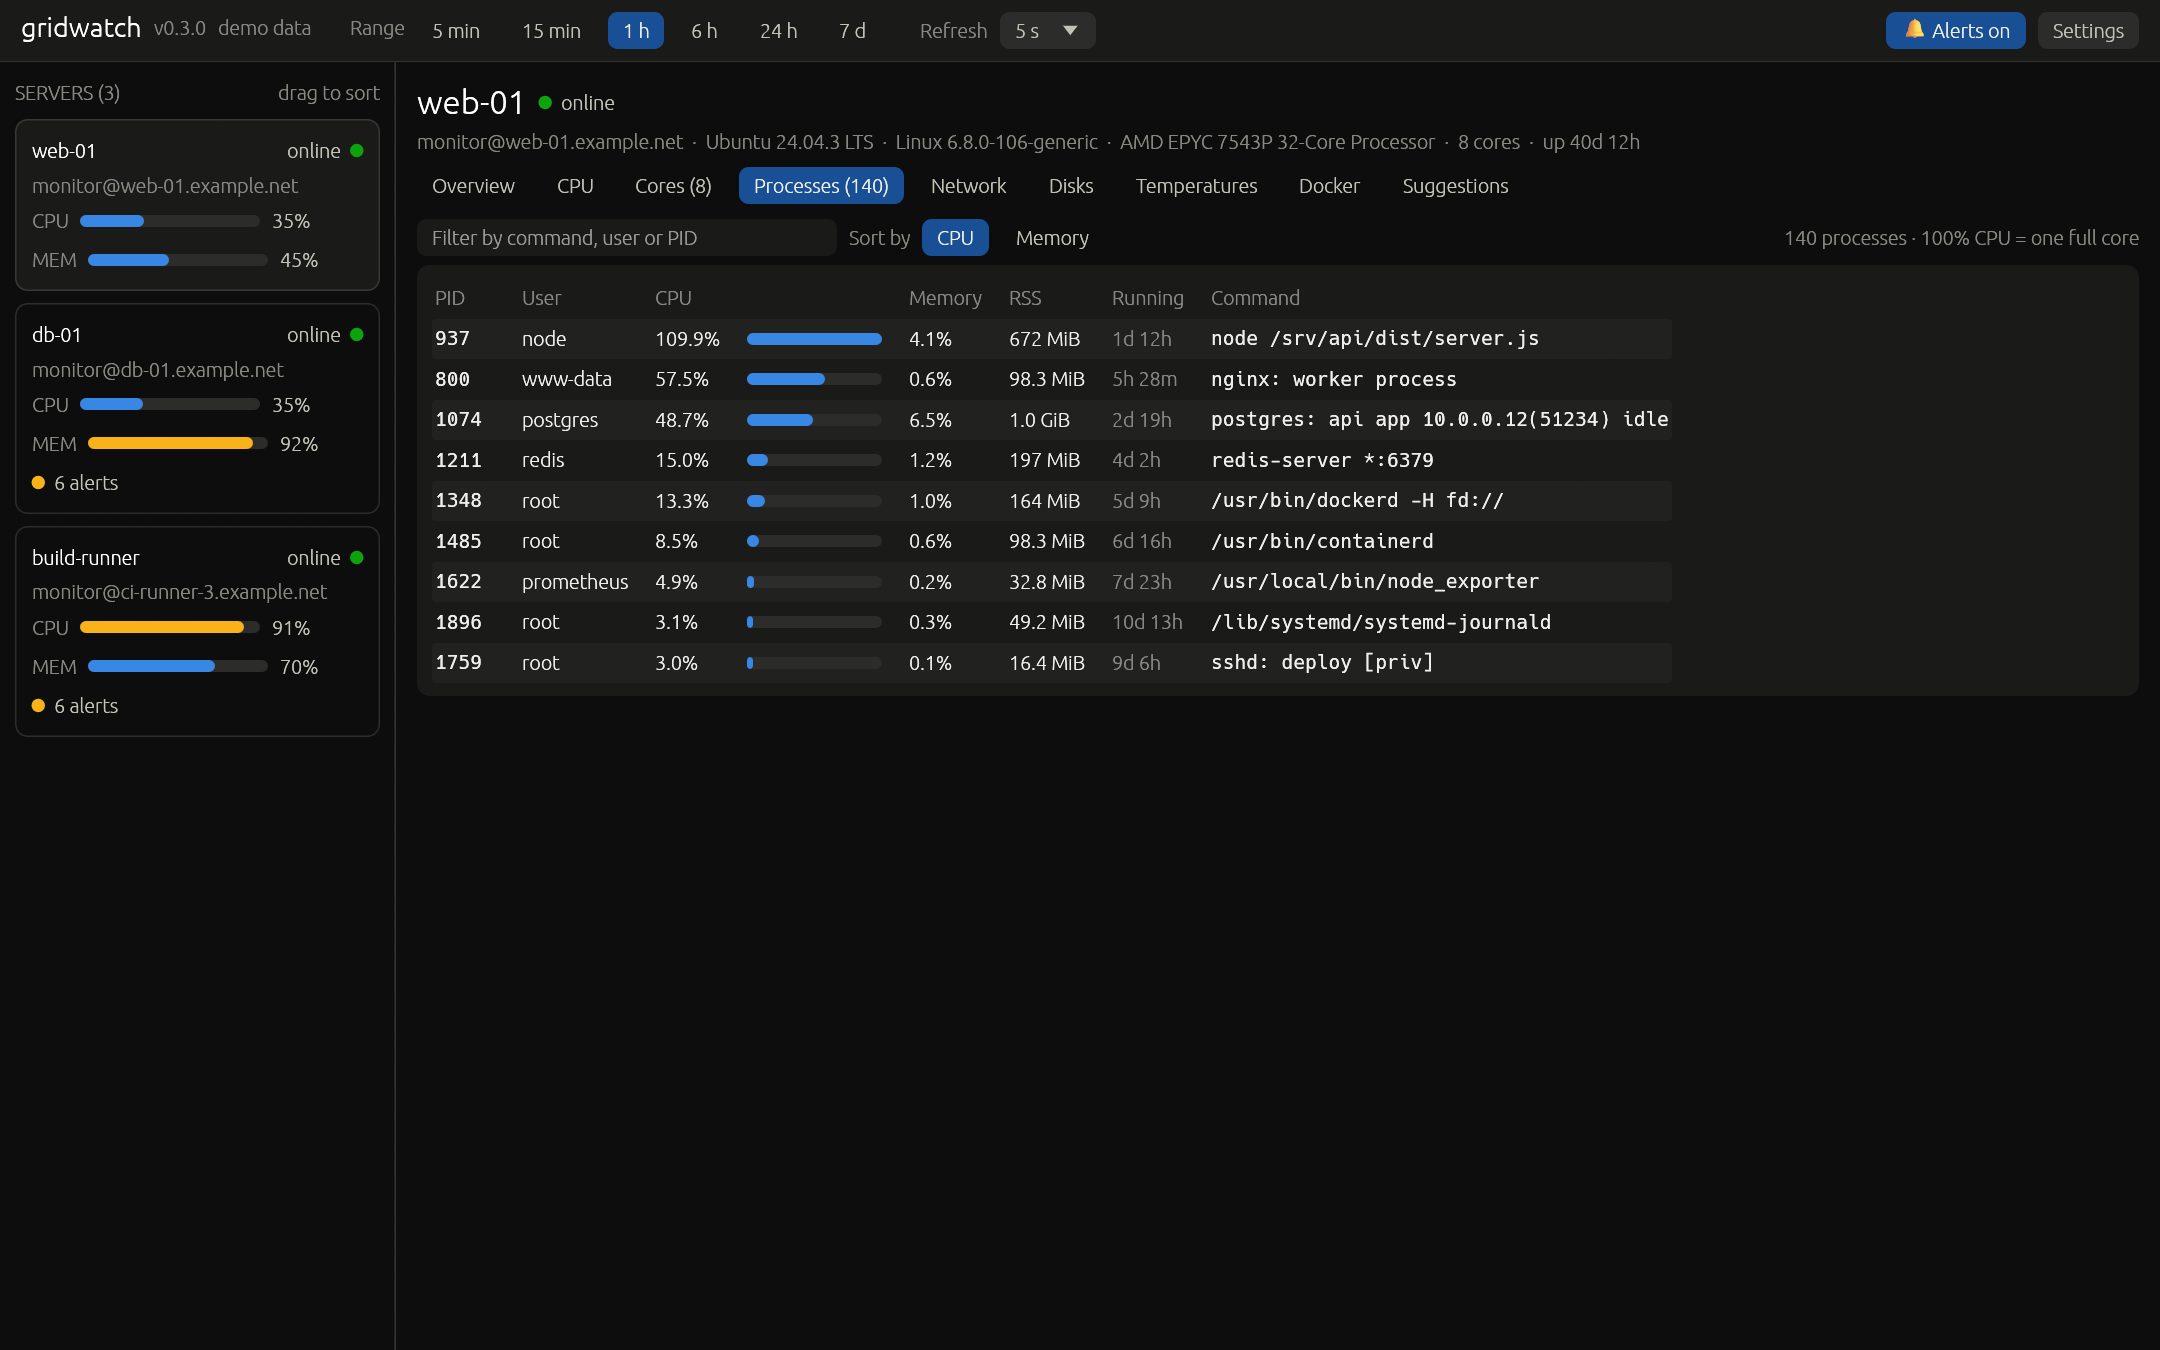 gridwatch v0.3.0 demo data Range 5 min 15 min 1 h 6 h 24 h 7 d Refresh 5 s Alerts on Settings
SERVERS (3) drag to sort
web-01 online
monitor@web-01.example.net
CPU 35%
MEM 45%
db-01 online
monitor@db-01.example.net
CPU 35%
MEM 92%
6 alerts
build-runner online
monitor@ci-runner-3.example.net
CPU 91%
MEM 70%
6 alerts
web-01 online
monitor@web-01.example.net · Ubuntu 24.04.3 LTS · Linux 6.8.0-106-generic · AMD EPYC 7543P 32-Core Processor · 8 cores · up 40d 12h
Overview CPU Cores (8) Processes (140) Network Disks Temperatures Docker Suggestions
Filter by command, user or PID Sort by CPU Memory 140 processes · 100% CPU = one full core
PID User CPU Memory RSS Running Command
937 node 109.9% 4.1% 672 MiB 1d 12h node /srv/api/dist/server.js
800 www-data 57.5% 0.6% 98.3 MiB 5h 28m nginx: worker process
1074 postgres 48.7% 6.5% 1.0 GiB 2d 19h postgres: api app 10.0.0.12(51234) idle
1211 redis 15.0% 1.2% 197 MiB 4d 2h redis-server *:6379
1348 root 13.3% 1.0% 164 MiB 5d 9h /usr/bin/dockerd -H fd://
1485 root 8.5% 0.6% 98.3 MiB 6d 16h /usr/bin/containerd
1622 prometheus 4.9% 0.2% 32.8 MiB 7d 23h /usr/local/bin/node_exporter
1896 root 3.1% 0.3% 49.2 MiB 10d 13h /lib/systemd/systemd-journald
1759 root 3.0% 0.1% 16.4 MiB 9d 6h sshd: deploy [priv]